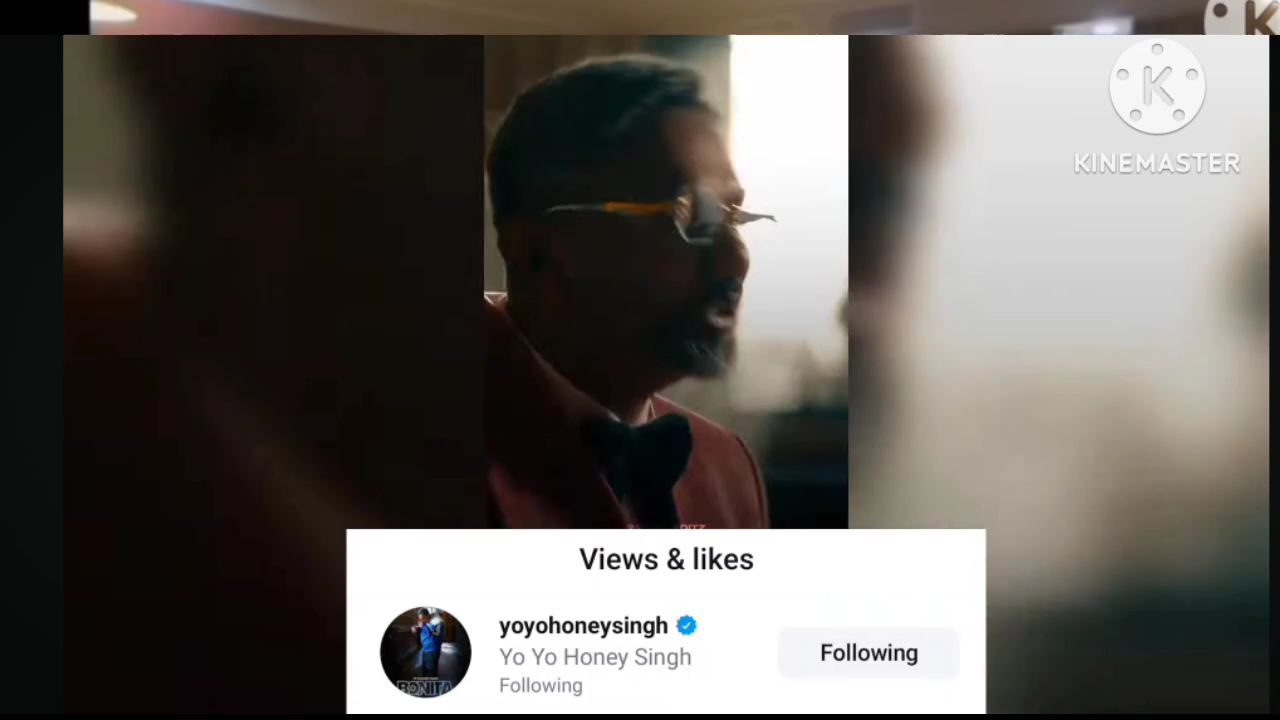 K
K
KINEMASTER
Views & likes
yoyohoneysingh
Yo Yo Honey Singh
Following
Following
BONITA